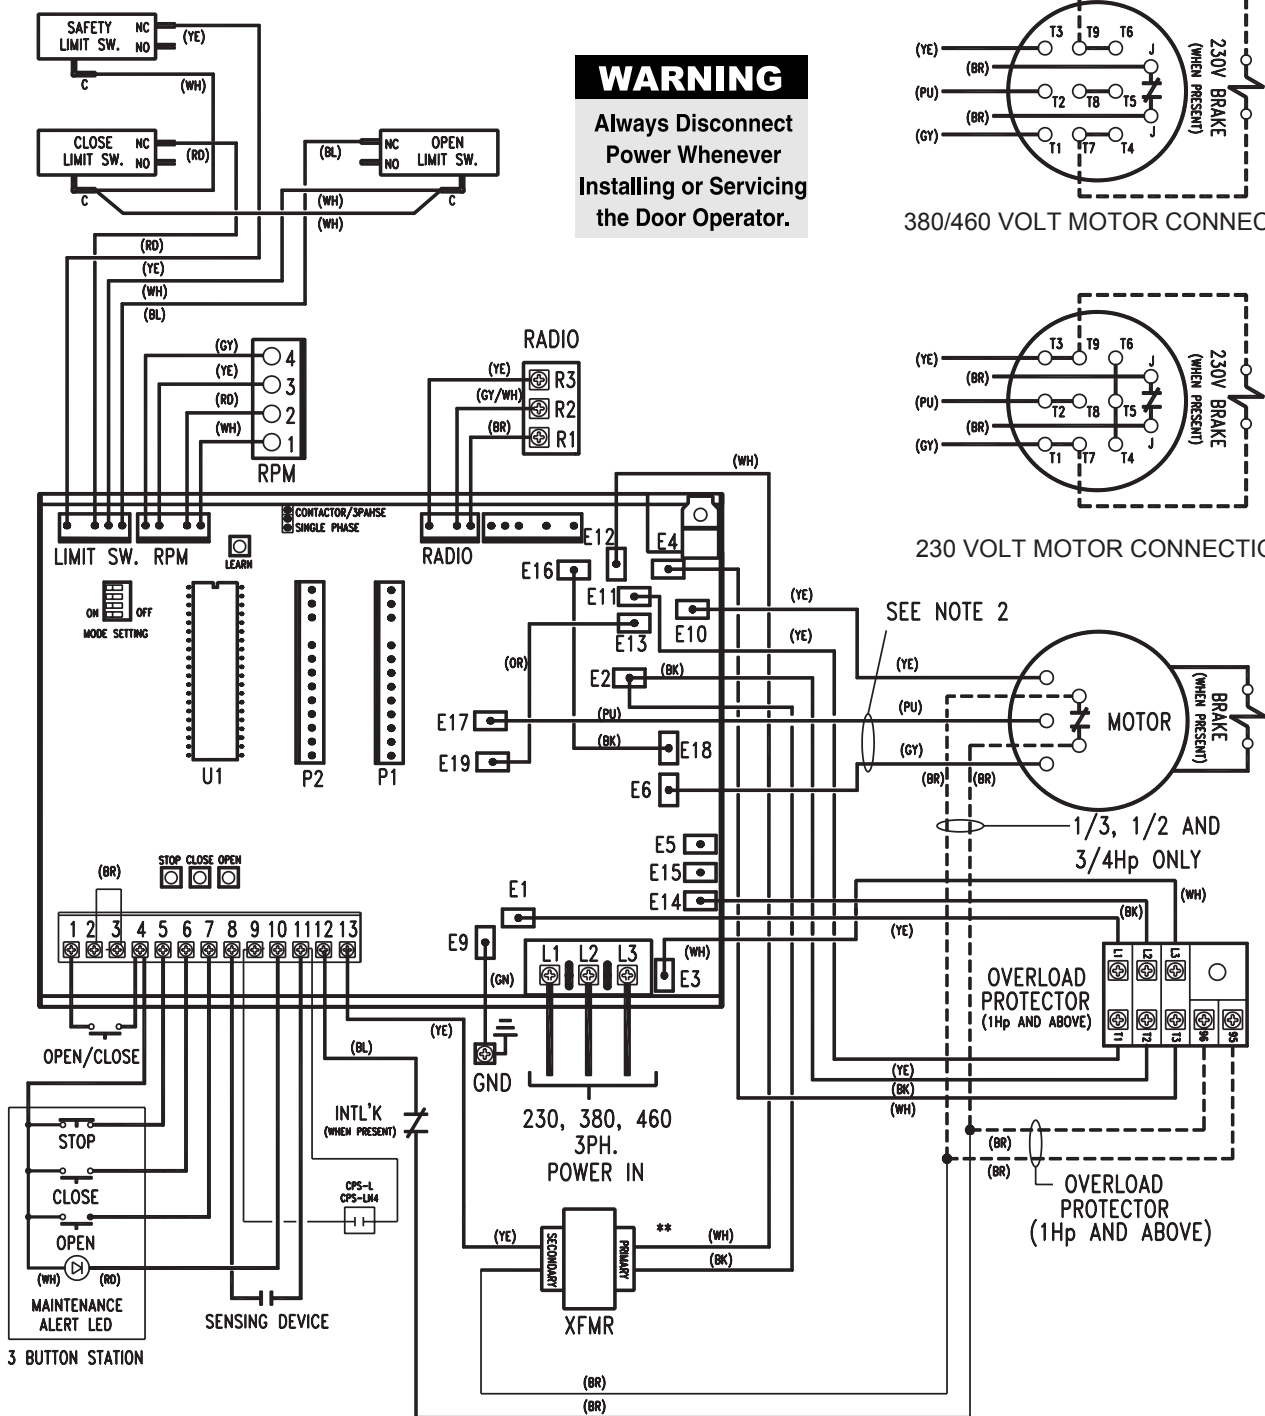 SAFETY
LIMIT SW.
NC
NO
(YE)
C
(WH)
CLOSE
LIMIT SW.
NC
NO
(RD)
C
(BL)
NC
NO
OPEN
LIMIT SW.
C
(WH)
(WH)
(RD)
(YE)
(WH)
(BL)
WARNING
Always Disconnect
Power Whenever
Installing or Servicing
the Door Operator.
T3 T9 T6
(YE)
J
(BR)
(PU)
T2 T8 T5
(BR)
J
(GY)
T1 T7 T4
230V BRAKE
(WHEN PRESENT)
380/460 VOLT MOTOR CONNEC
T3 T9 T6
(YE)
J
(BR)
(PU)
T2 T8 T5
(BR)
J
(GY)
T1 T7 T4
230V BRAKE
(WHEN PRESENT)
230 VOLT MOTOR CONNECTIO
(GY) 4
(YE) 3
(RD) 2
(WH) 1
RPM
RADIO
(YE) R3
(GY/WH) R2
(BR) R1
(WH)
CONTACTOR/3PAHSE
SINGLE PHASE
LIMIT SW. RPM
LEARN
RADIO
E12
E4
E16
E11
E13
E10
(YE)
(YE)
ON OFF
MODE SETTING
(OR)
E2
(BK)
E17
(PU)
(BK)
E18
E19
E6
U1
P2
P1
SEE NOTE 2
(YE)
(PU)
(GY)
(BR)
(BR)
MOTOR
BRAKE
(WHEN PRESENT)
1/3, 1/2 AND
3/4Hp ONLY
E5
E15
E14
E1
E9
(GN)
STOP CLOSE OPEN
(BR)
1 2 3 4 5 6 7 8 9 10 11 12 13
L1 L2 L3
(WH)
E3
(YE)
(BK)
(WH)
OVERLOAD
PROTECTOR
(1Hp AND ABOVE)
L1 L2 L3
T1 T2 T3 96 95
(YE)
(BK)
(WH)
(BR)
(BR)
OVERLOAD
PROTECTOR
(1Hp AND ABOVE)
OPEN/CLOSE
(YE)
(BL)
GND
INTL'K
(WHEN PRESENT)
230, 380, 460
3PH.
POWER IN
STOP
CLOSE
OPEN
(WH) (RD)
MAINTENANCE
ALERT LED
3 BUTTON STATION
CPS-L
CPS-LN4
SENSING DEVICE
(YE)
SECONDARY
PRIMARY
**
(WH)
(BK)
XFMR
(BR)
(BR)